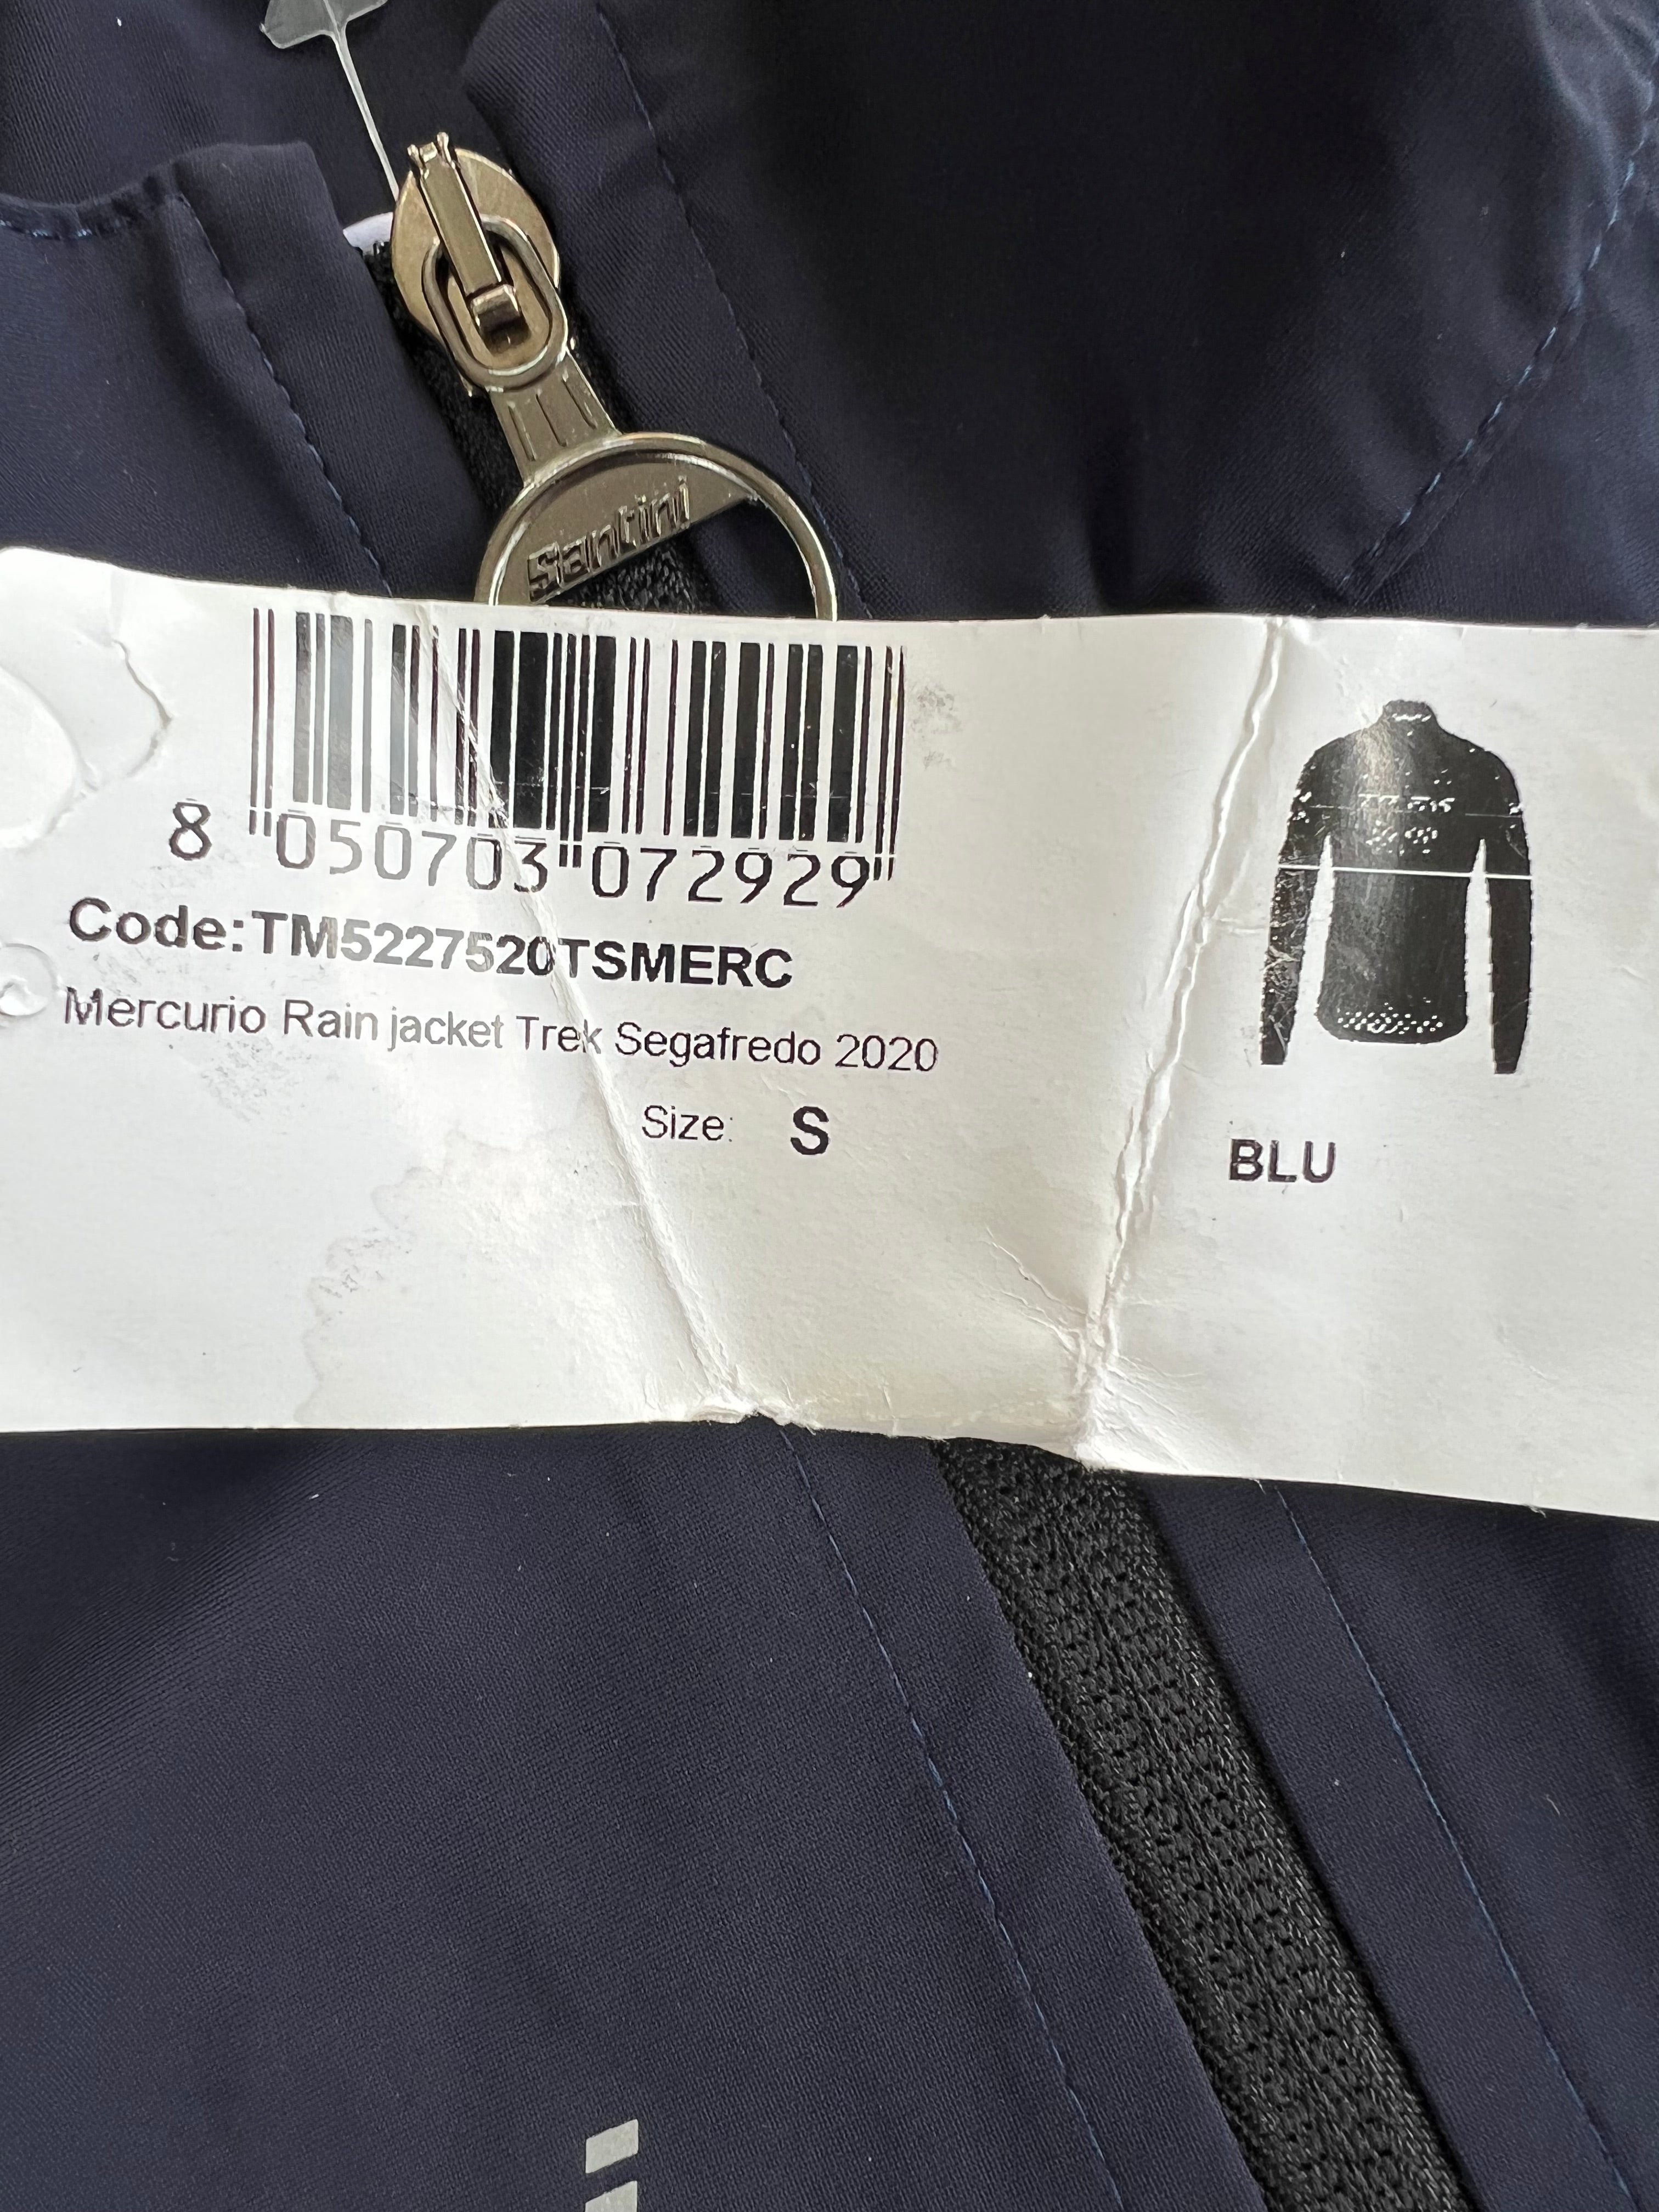 Santini
8 "050703"072929"
Code:TM5227520TSMERC
Mercurio Rain jacket Trek Segafredo 2020
Size: S
BLU